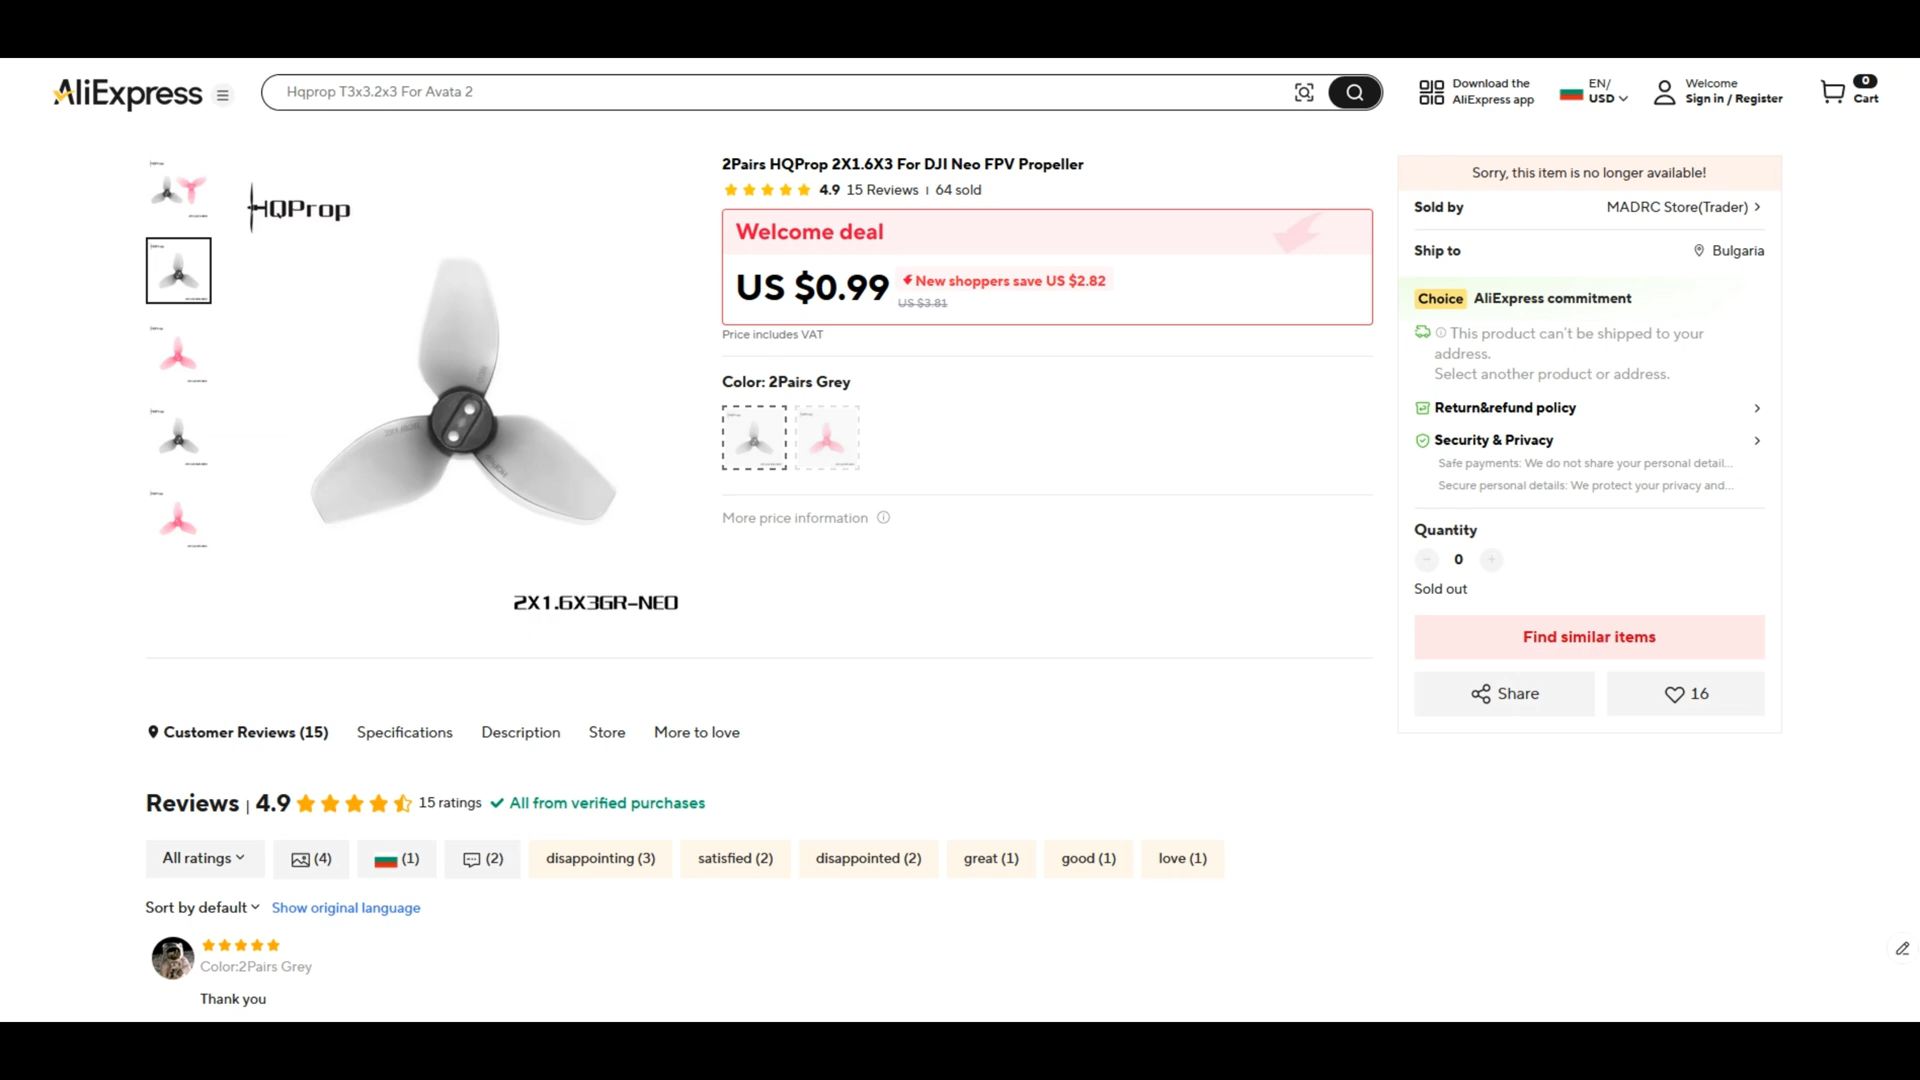 AliExpress
Hqprop T3x3.2x3 For Avata 2
Download the
AliExpress app
EN/
USD
Welcome
Sign in / Register
0
Cart
HQProp
2X1.6X3GR-NEO
2Pairs HQProp 2X1.6X3 For DJI Neo FPV Propeller
4.9 15 Reviews | 64 sold
Welcome deal
US $0.99 New shoppers save US $2.82
US $3.81
Price includes VAT
Color: 2Pairs Grey
More price information
Sorry, this item is no longer available!
Sold by MADRC Store(Trader)
Ship to Bulgaria
Choice AliExpress commitment
This product can't be shipped to your
address.
Select another product or address.
Return&refund policy
Security & Privacy
Safe payments: We do not share your personal detail...
Secure personal details: We protect your privacy and...
Quantity
0
Sold out
Find similar items
Share
16
Customer Reviews (15) Specifications Description Store More to love
Reviews | 4.9 15 ratings All from verified purchases
All ratings (4) (1) (2) disappointing (3) satisfied (2) disappointed (2) great (1) good (1) love (1)
Sort by default Show original language
Color:2Pairs Grey
Thank you